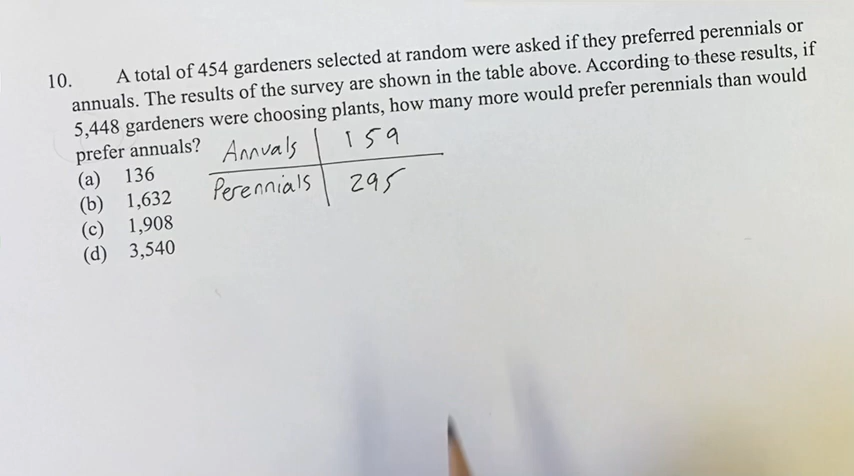 10. A total of 454 gardeners selected at random were asked if they preferred perennials or
annuals. The results of the survey are shown in the table above. According to these results, if
5,448 gardeners were choosing plants, how many more would prefer perennials than would
prefer annuals?
Annuals 159
Perennials 295
(a) 136
(b) 1,632
(c) 1,908
(d) 3,540